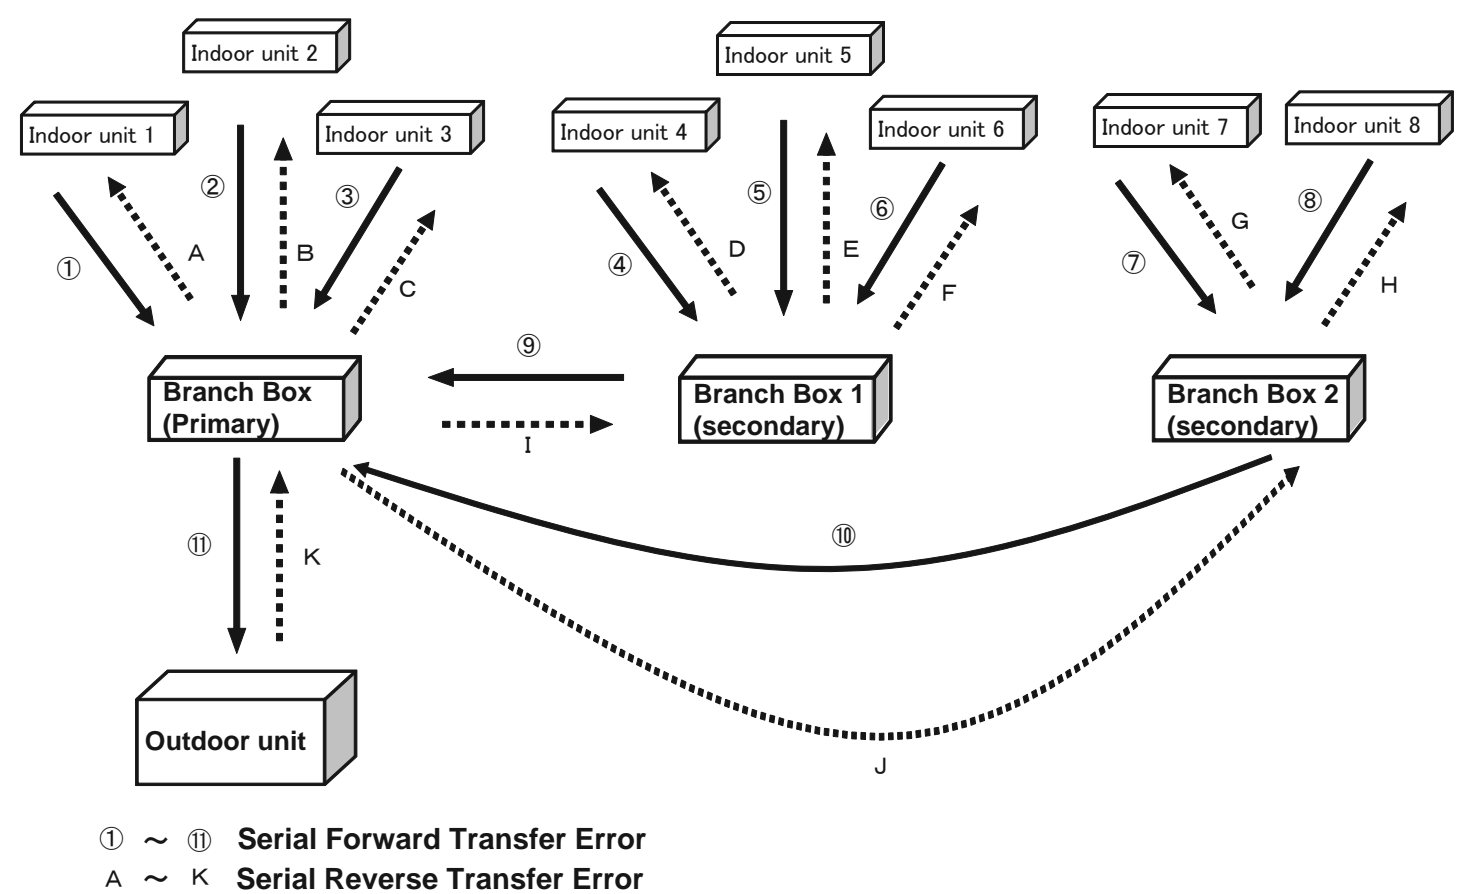 Indoor unit 2
Indoor unit 5
Indoor unit 1
Indoor unit 3
Indoor unit 4
Indoor unit 6
Indoor unit 7
Indoor unit 8
①
A
②
B
③
C
④
D
⑤
E
⑥
F
⑦
G
⑧
H
Branch Box
(Primary)
⑨
I
Branch Box 1
(secondary)
Branch Box 2
(secondary)
⑪
K
⑩
J
Outdoor unit
① ～ ⑪ Serial Forward Transfer Error
A ～ K Serial Reverse Transfer Error